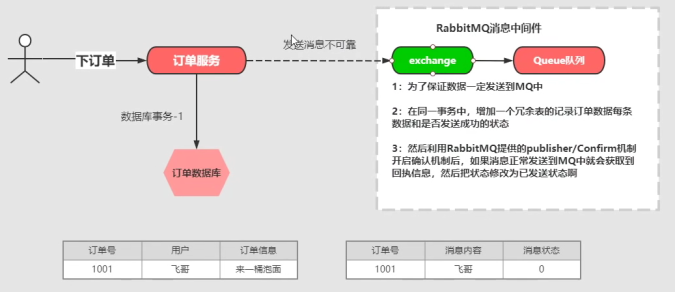 RabbitMQ消息中间件
下订单
订单服务
发送消息不可靠
exchange
Queue队列
数据库事务-1
订单数据库
1：为了保证数据一定发送到MQ中
2：在同一事务中，增加一个冗余表的记录订单数据每条
数据和是否发送成功的状态
3：然后利用RabbitMQ提供的publisher/Confirm机制
开启确认机制后，如果消息正常发送到MQ中就会获取到
回执信息，然后把状态修改为已发送状态啊
订单号 用户 订单信息
1001 飞哥 来一桶泡面
订单号 消息内容 消息状态
1001 飞哥 0